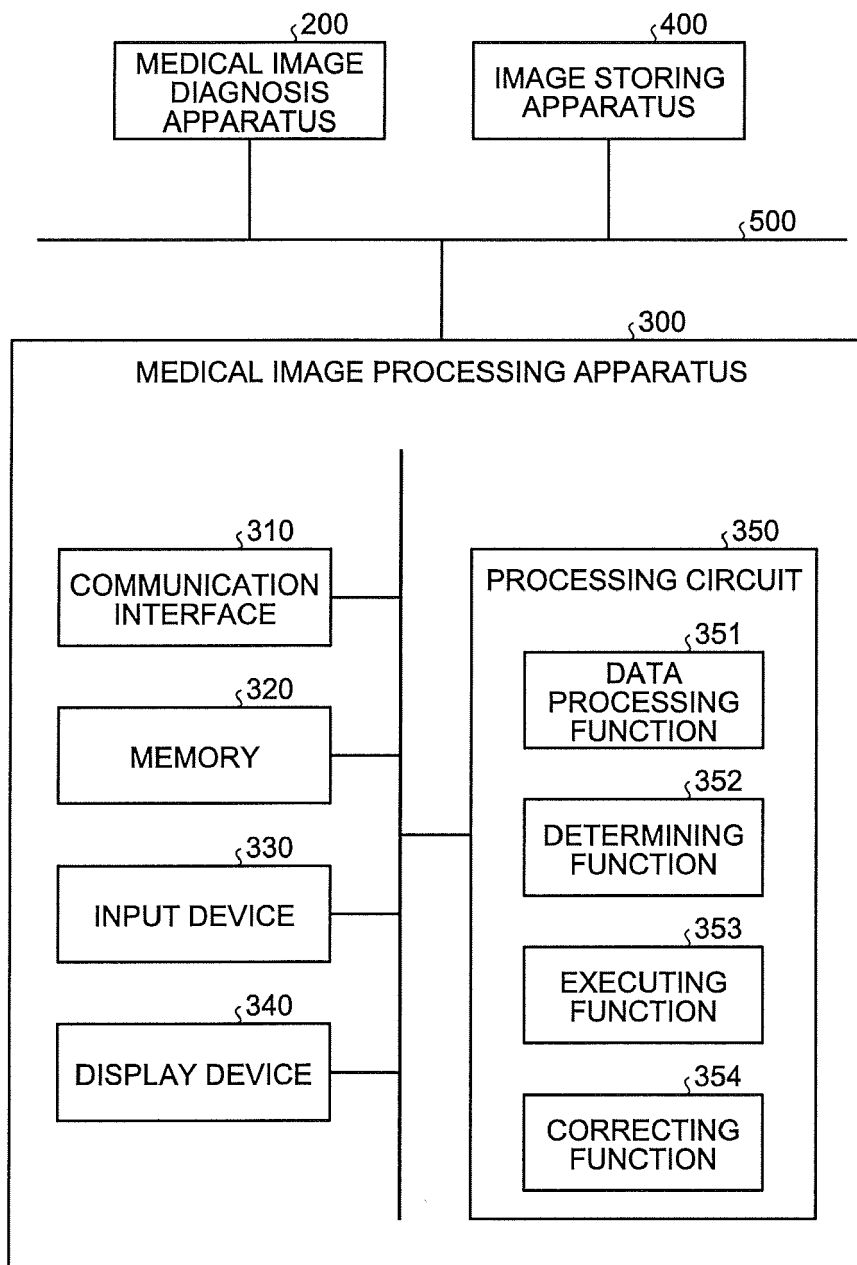 200
MEDICAL IMAGE
DIAGNOSIS
APPARATUS
400
IMAGE STORING
APPARATUS
500
300
MEDICAL IMAGE PROCESSING APPARATUS
310
COMMUNICATION
INTERFACE
320
MEMORY
330
INPUT DEVICE
340
DISPLAY DEVICE
350
PROCESSING CIRCUIT
351
DATA
PROCESSING
FUNCTION
352
DETERMINING
FUNCTION
353
EXECUTING
FUNCTION
354
CORRECTING
FUNCTION